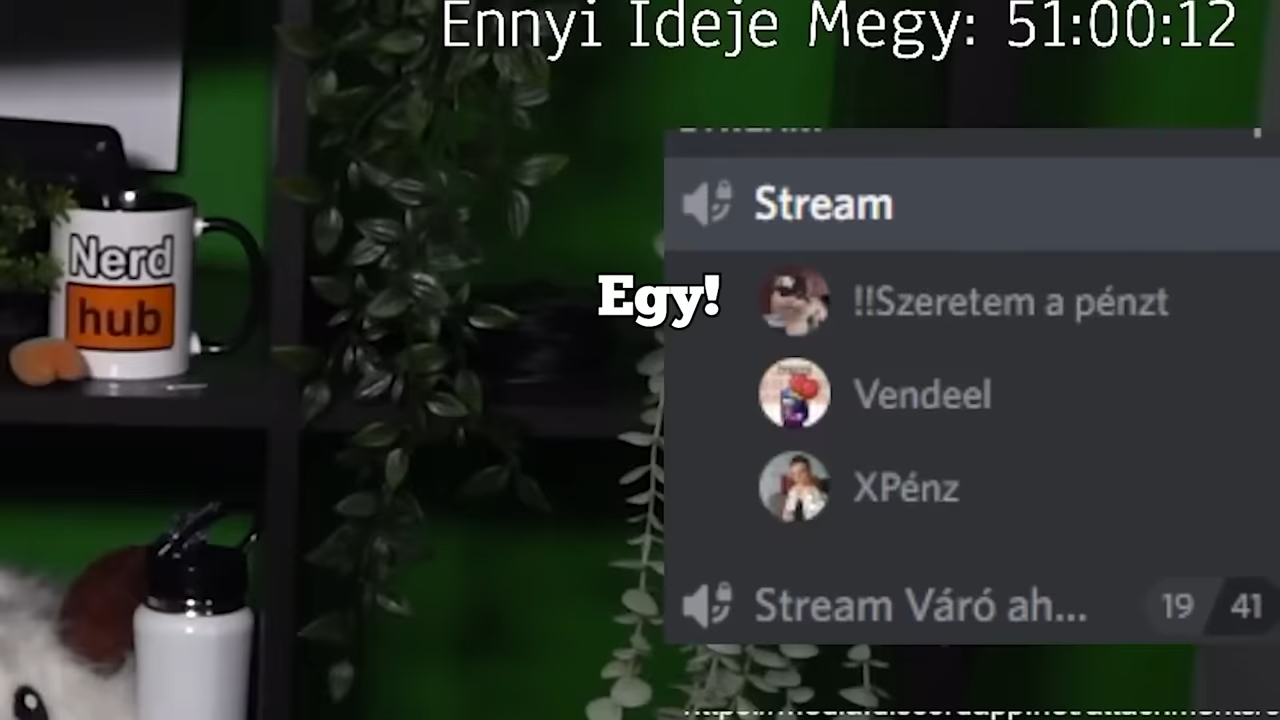 Ennyi Ideje Megy: 51:00:12
Nerd
hub
Stream
Egy!
!!Szeretem a pénzt
Vendeel
XPénz
Stream Váró ah...
19 41